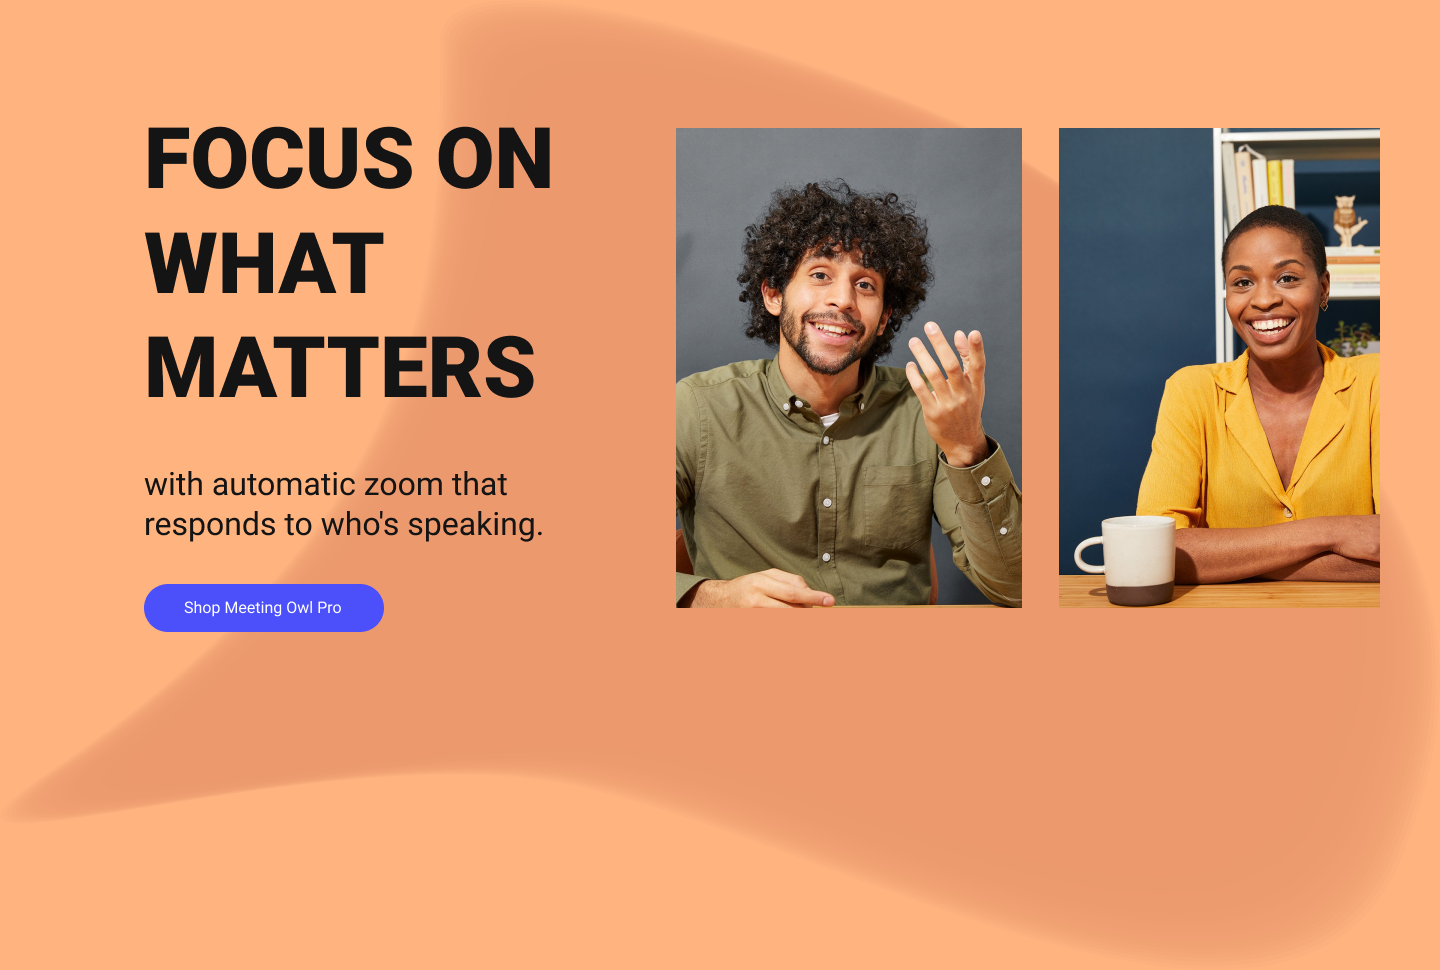 FOCUS ON
WHAT
MATTERS
with automatic zoom that
responds to who's speaking.
Shop Meeting Owl Pro